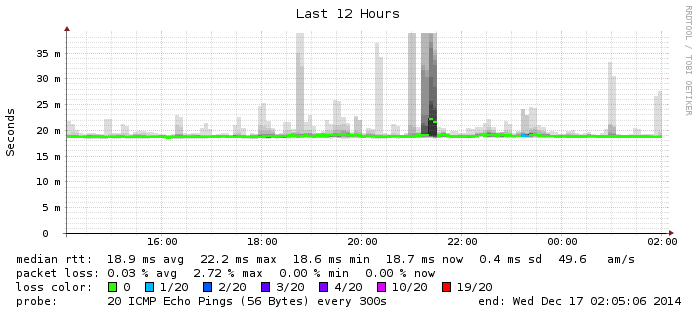 Last 12 Hours
RRDTOOL / TOBI OETIKER
Seconds
35 m
30 m
25 m
20 m
15 m
10 m
5 m
0
16:00 18:00 20:00 22:00 00:00 02:00
median rtt: 18.9 ms avg 22.2 ms max 18.6 ms min 18.7 ms now 0.4 ms sd 49.6 am/s
packet loss: 0.03 % avg 2.72 % max 0.00 % min 0.00 % now
loss color: 0 1/20 2/20 3/20 4/20 10/20 19/20
probe: 20 ICMP Echo Pings (56 Bytes) every 300s end: Wed Dec 17 02:05:06 2014